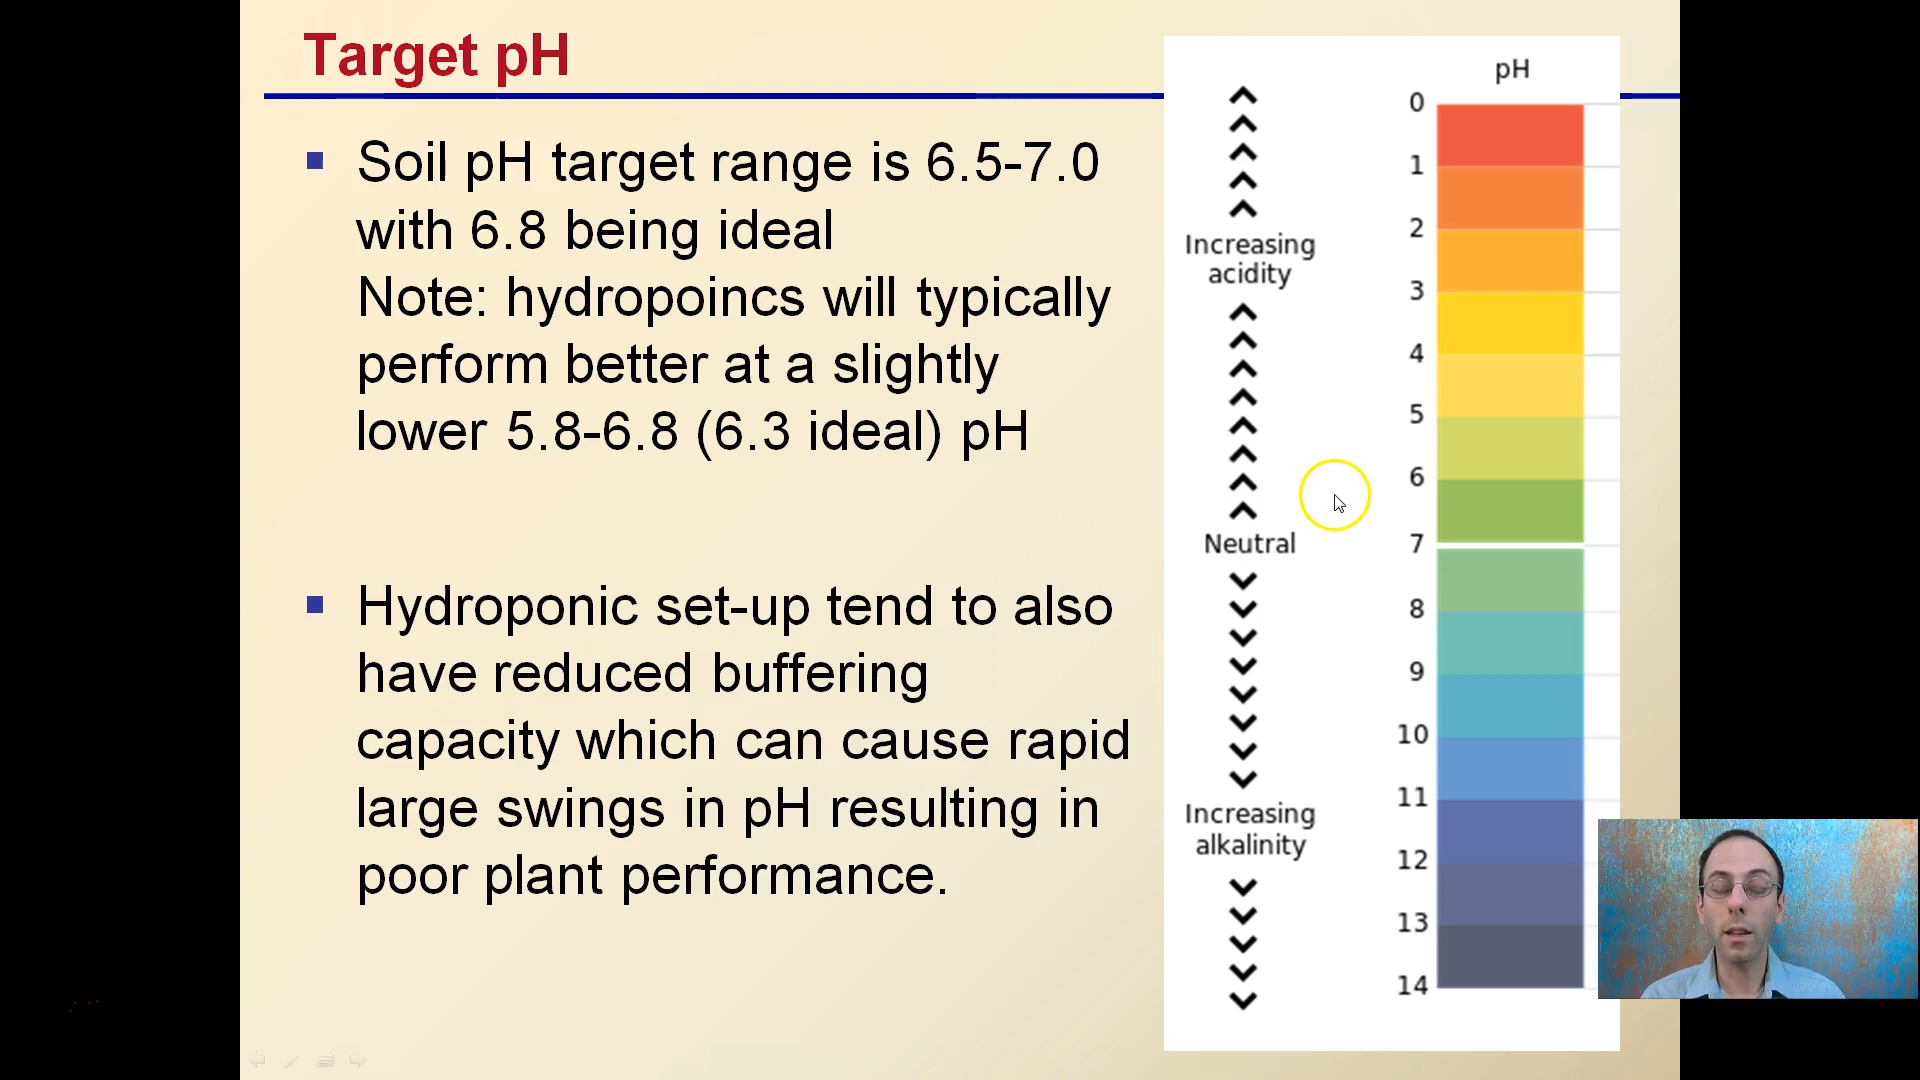 Target pH
Soil pH target range is 6.5-7.0
with 6.8 being ideal
Note: hydropoincs will typically
perform better at a slightly
lower 5.8-6.8 (6.3 ideal) pH
Hydroponic set-up tend to also
have reduced buffering
capacity which can cause rapid
large swings in pH resulting in
poor plant performance.
pH
0
1
2
3
4
5
6
7
8
9
10
11
12
13
14
Increasing
acidity
Neutral
Increasing
alkalinity